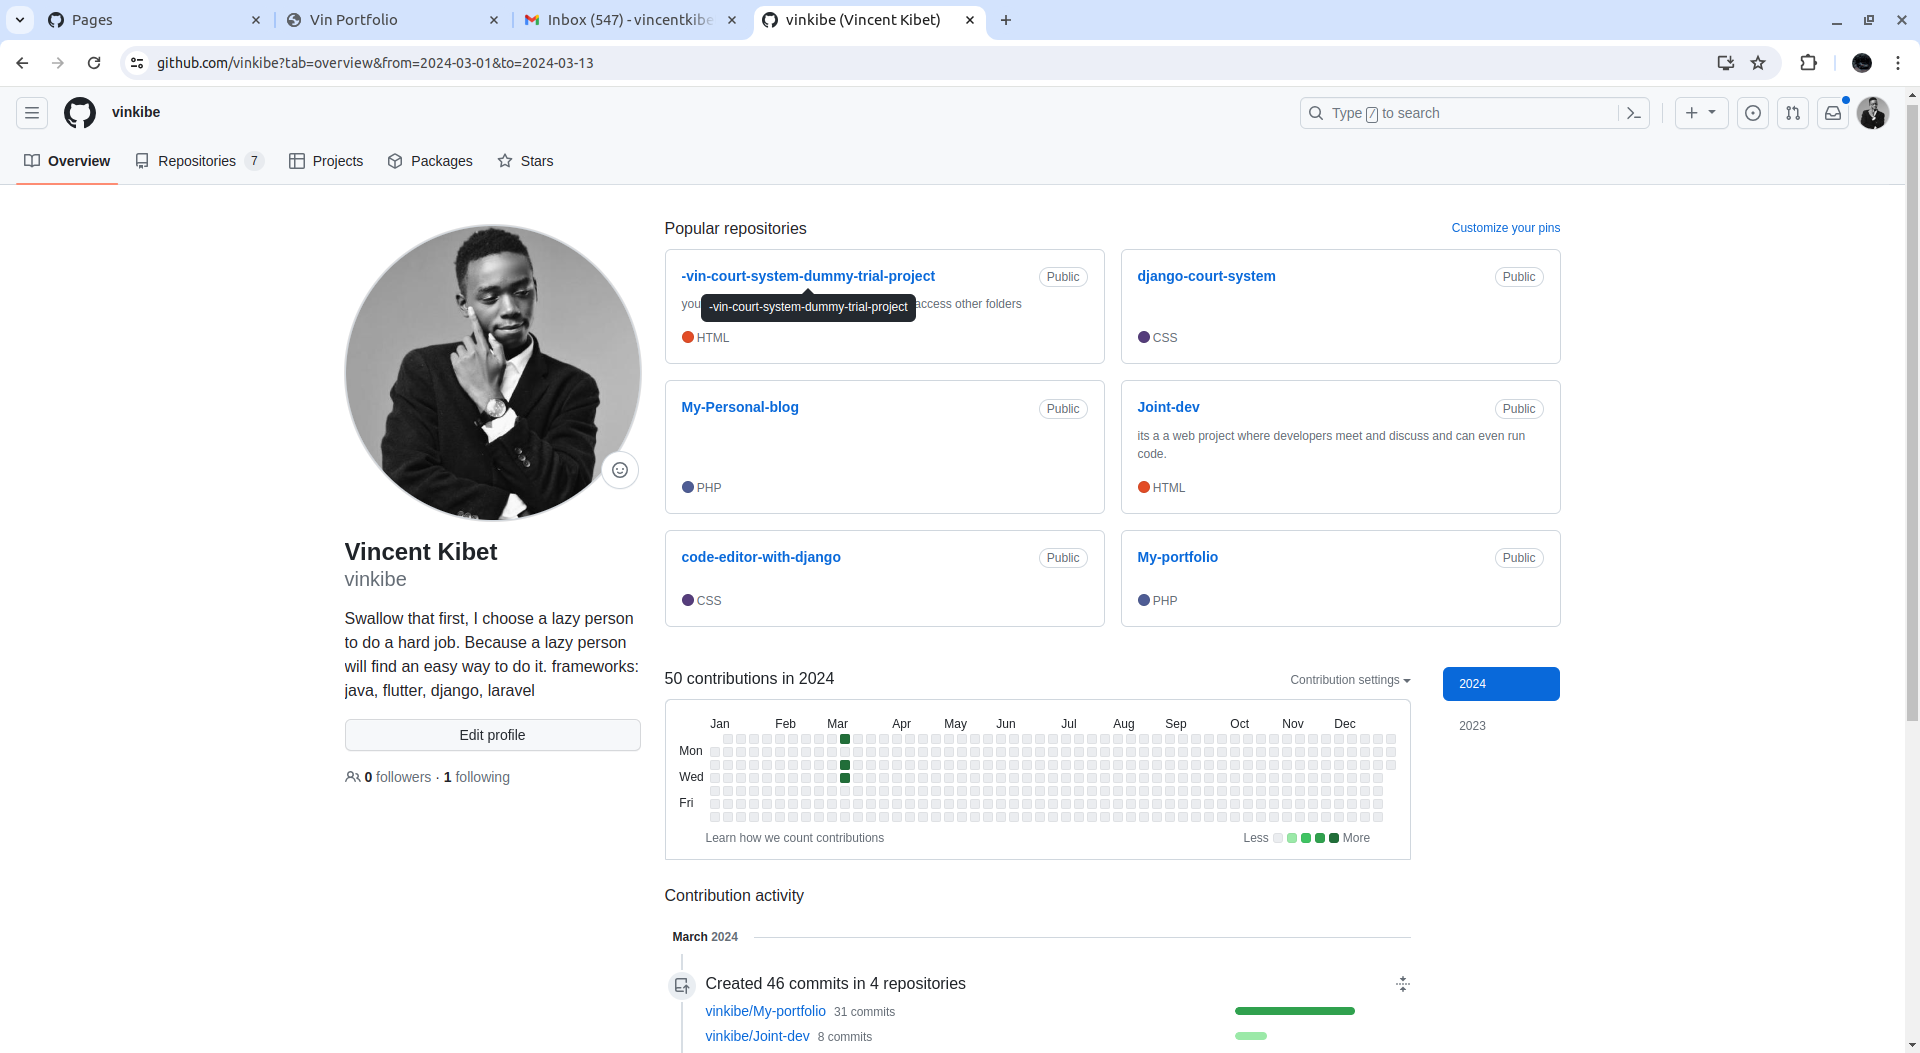 Pages
Vin Portfolio
Inbox (547) - vincentkibe
vinkibe (Vincent Kibet)
github.com/vinkibe?tab=overview&from=2024-03-01&to=2024-03-13
vinkibe
Type / to search
Overview
Repositories 7
Projects
Packages
Stars
Popular repositories
Customize your pins
-vin-court-system-dummy-trial-project
Public
you
access other folders
-vin-court-system-dummy-trial-project
HTML
django-court-system
Public
CSS
My-Personal-blog
Public
PHP
Joint-dev
Public
its a a web project where developers meet and discuss and can even run
code.
HTML
code-editor-with-django
Public
CSS
My-portfolio
Public
PHP
Vincent Kibet
vinkibe
Swallow that first, I choose a lazy person
to do a hard job. Because a lazy person
will find an easy way to do it. frameworks:
java, flutter, django, laravel
Edit profile
0 followers · 1 following
50 contributions in 2024
Contribution settings
2024
2023
Jan Feb Mar Apr May Jun Jul Aug Sep Oct Nov Dec
Mon
Wed
Fri
Learn how we count contributions
Less
More
Contribution activity
March 2024
Created 46 commits in 4 repositories
vinkibe/My-portfolio 31 commits
vinkibe/Joint-dev 8 commits